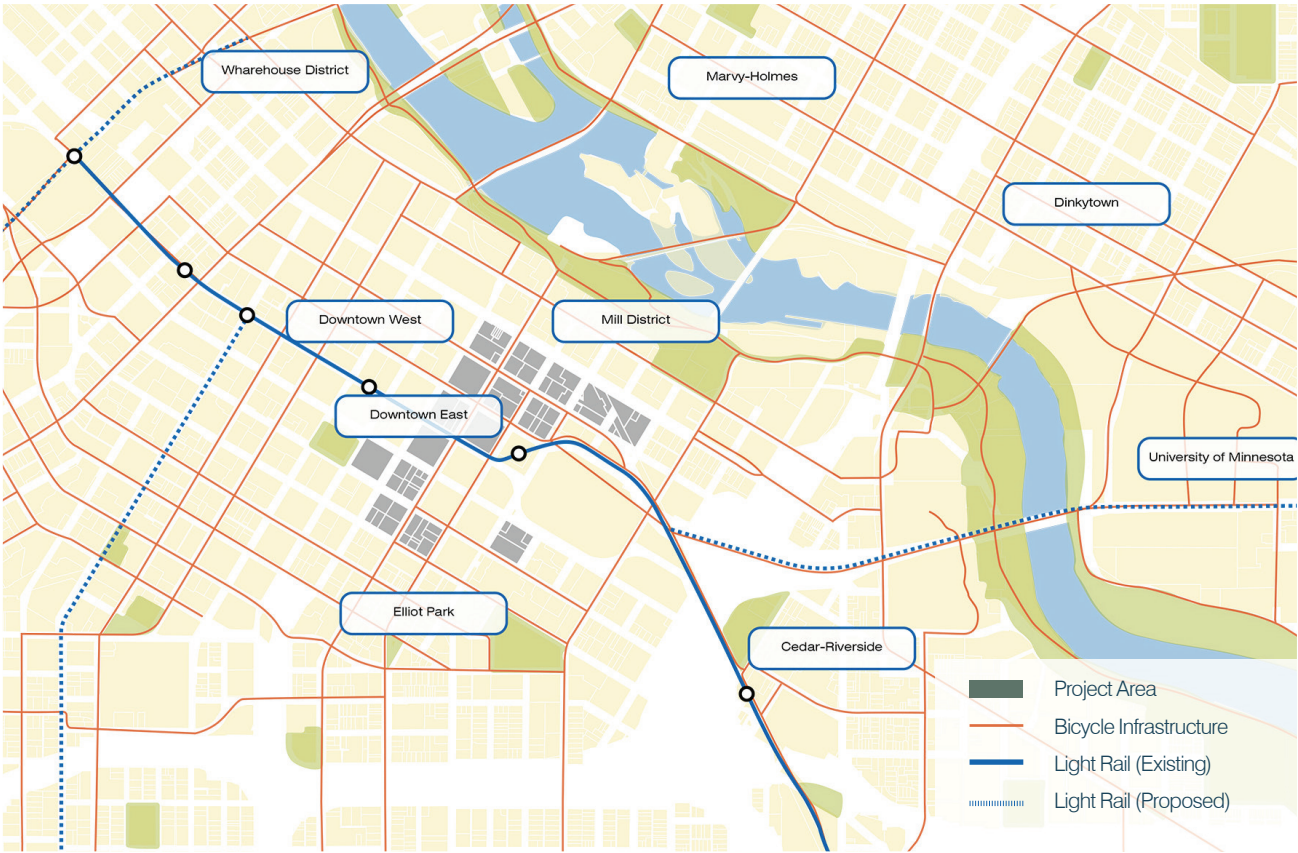 Wharehouse District
Marvy-Holmes
Dinkytown
Downtown West
Mill District
Downtown East
University of Minnesota
Elliot Park
Cedar-Riverside
Project Area
Bicycle Infrastructure
Light Rail (Existing)
Light Rail (Proposed)